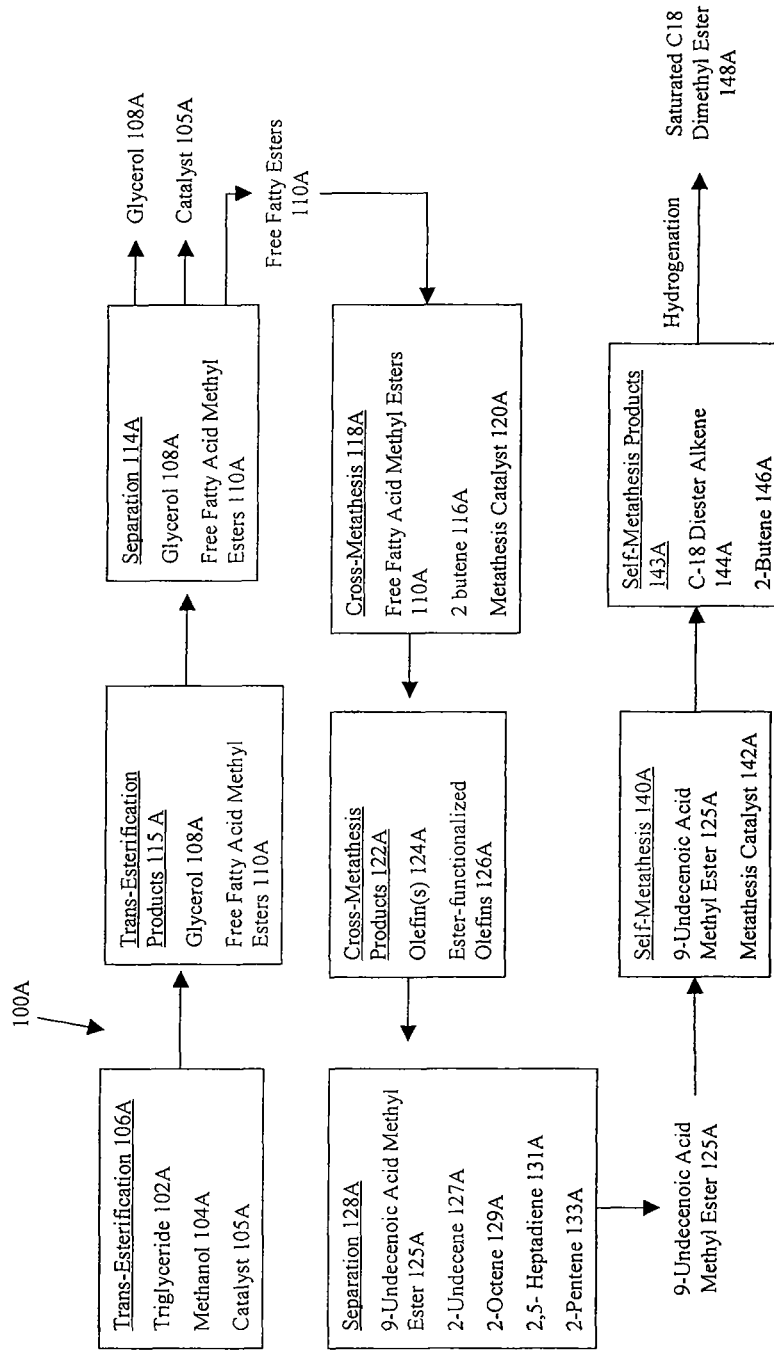 100A
Trans-Esterification 106A
Triglyceride 102A
Methanol 104A
Catalyst 105A
Trans-Esterification
Products 115 A
Glycerol 108A
Free Fatty Acid Methyl
Esters 110A
Separation 114A
Glycerol 108A
Free Fatty Acid Methyl
Esters 110A
Glycerol 108A
Catalyst 105A
Free Fatty Esters
110A
Cross-Metathesis 118A
Free Fatty Acid Methyl Esters
110A
2 butene 116A
Metathesis Catalyst 120A
Cross-Metathesis
Products 122A
Olefin(s) 124A
Ester-functionalized
Olefins 126A
Separation 128A
9-Undecenoic Acid Methyl
Ester 125A
2-Undecene 127A
2-Octene 129A
2,5- Heptadiene 131A
2-Pentene 133A
9-Undecenoic Acid
Methyl Ester 125A
Self-Metathesis 140A
9-Undecenoic Acid
Methyl Ester 125A
Metathesis Catalyst 142A
Self-Metathesis Products
143A
C-18 Diester Alkene
144A
2-Butene 146A
Hydrogenation
Saturated C18
Dimethyl Ester
148A